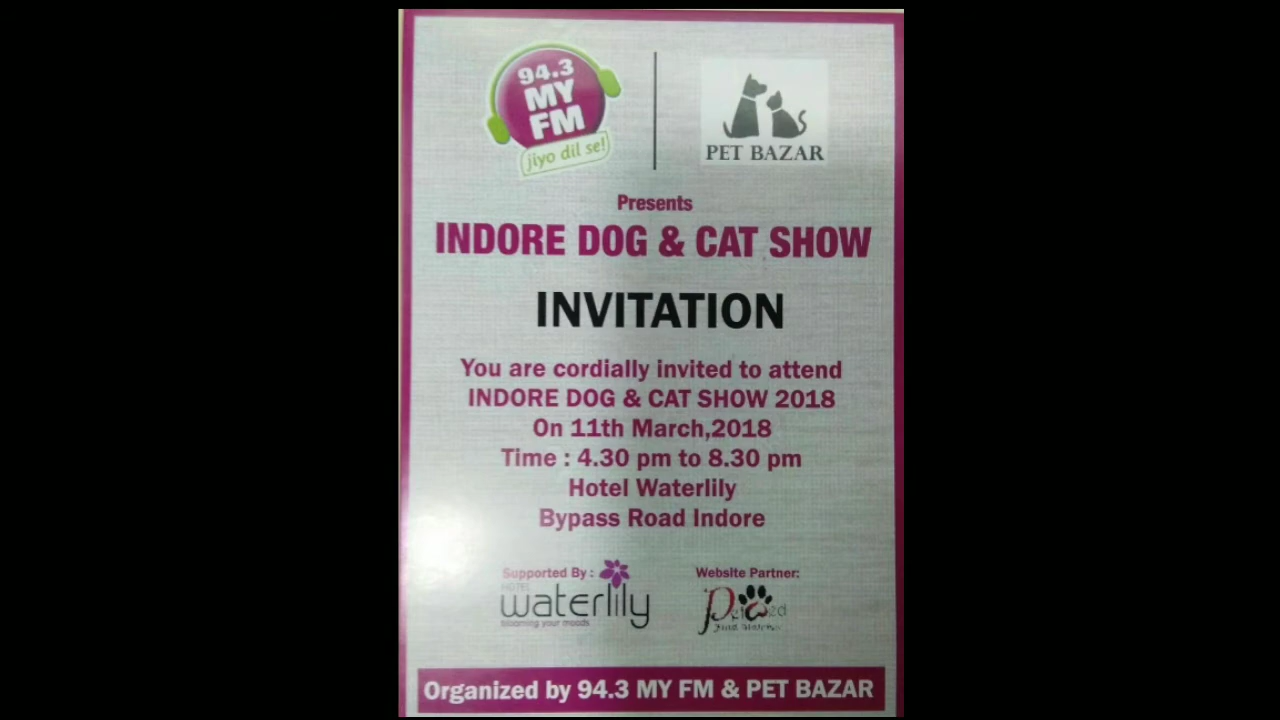 94.3
MY
FM
jiyo dil se!
PET BAZAR
Presents
INDORE DOG & CAT SHOW
INVITATION
You are cordially invited to attend
INDORE DOG & CAT SHOW 2018
On 11th March,2018
Time : 4.30 pm to 8.30 pm
Hotel Waterlily
Bypass Road Indore
Supported By :
HOTEL
waterlily
blooming your moods
Website Partner:
Organized by 94.3 MY FM & PET BAZAR